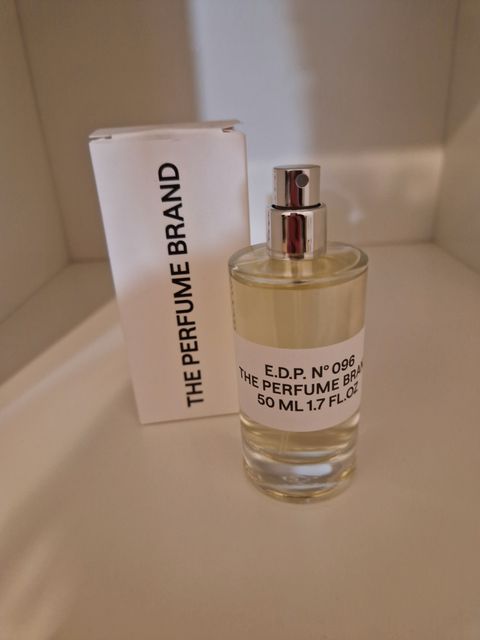 THE PERFUME BRAND
E.D.P. N° 096
THE PERFUME BRAN
50 ML 1.7 FL.OZ